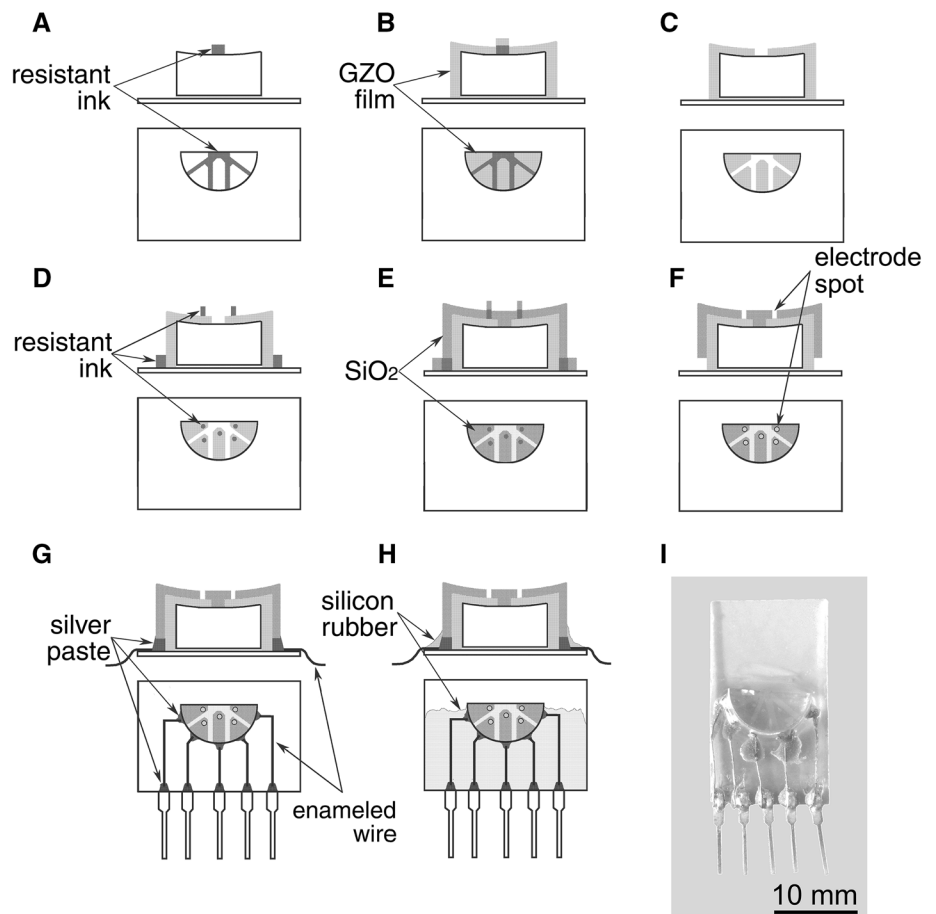 A
B
C
resistant
ink
GZO
film
D
E
F
electrode
spot
resistant
ink
SiO2
G
H
I
silver
paste
silicon
rubber
enameled
wire
10 mm